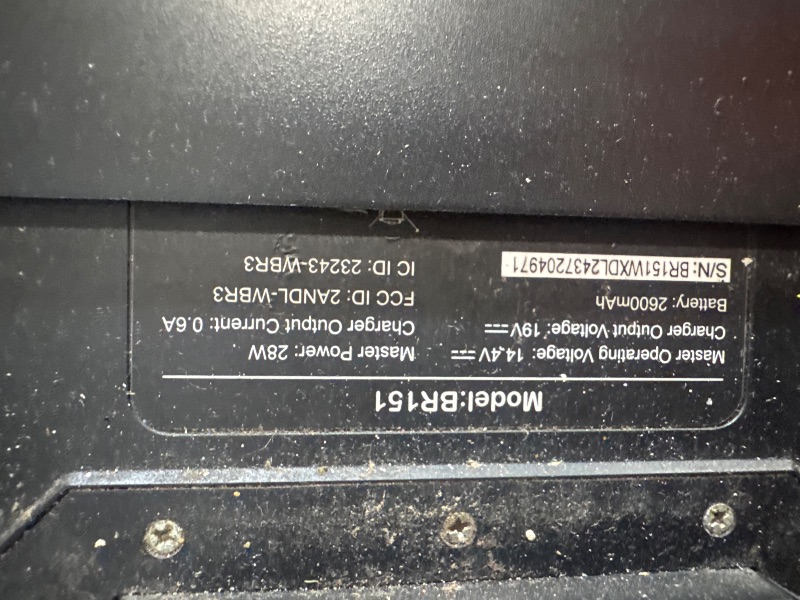 Model:BR151
Master Operating Voltage: 14.4V Master Power: 28W
Charger Output Voltage: 19V Charger Output Current: 0.6A
Battery: 2600mAh FCC ID: 2ANDL-WBR3
S/N: BR151WXDL2437204971 IC ID: 23243-WBR3